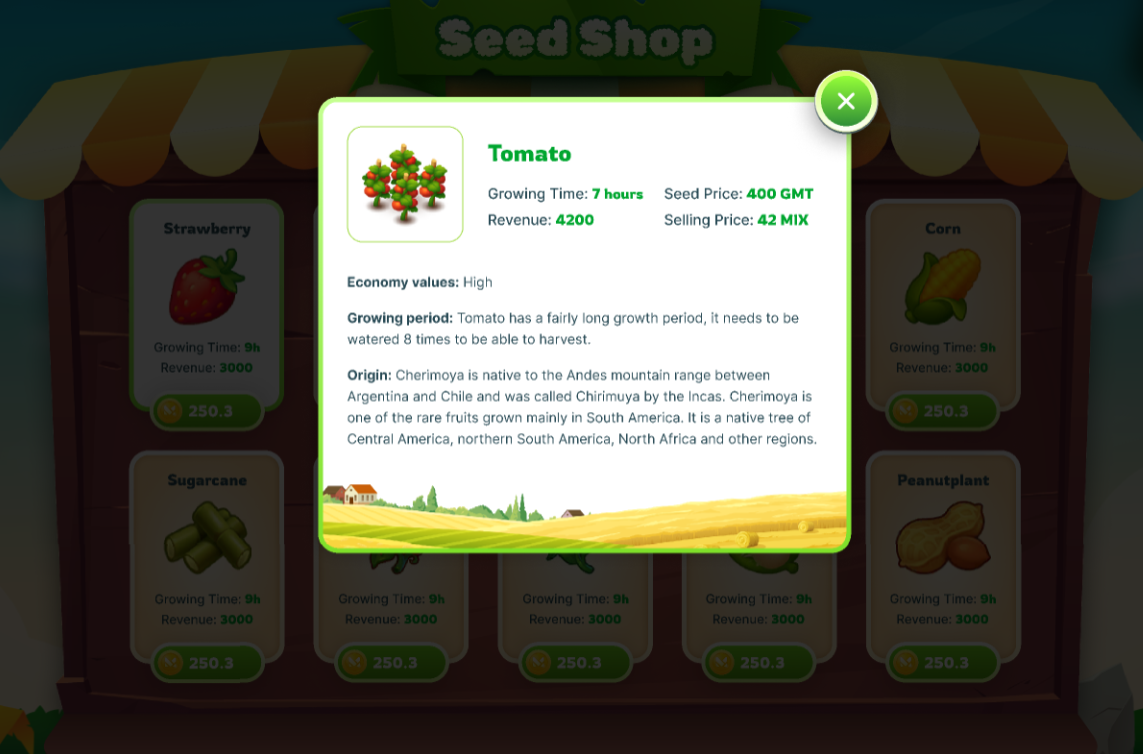 Seed Shop
Tomato
Growing Time: 7 hours
Seed Price: 400 GMT
Revenue: 4200
Selling Price: 42 MIX
Economy values: High
Growing period: Tomato has a fairly long growth period, it needs to be
watered 8 times to be able to harvest.
Origin: Cherimoya is native to the Andes mountain range between
Argentina and Chile and was called Chirimuya by the Incas. Cherimoya is
one of the rare fruits grown mainly in South America. It is a native tree of
Central America, northern South America, North Africa and other regions.
Strawberry
Growing Time: 9h
Revenue: 3000
250.3
Corn
Growing Time: 9h
Revenue: 3000
250.3
Sugarcane
Growing Time: 9h
Revenue: 3000
250.3
Growing Time: 9h
Revenue: 3000
250.3
Growing Time: 9h
Revenue: 3000
250.3
Growing Time: 9h
Revenue: 3000
250.3
Peanutplant
Growing Time: 9h
Revenue: 3000
250.3